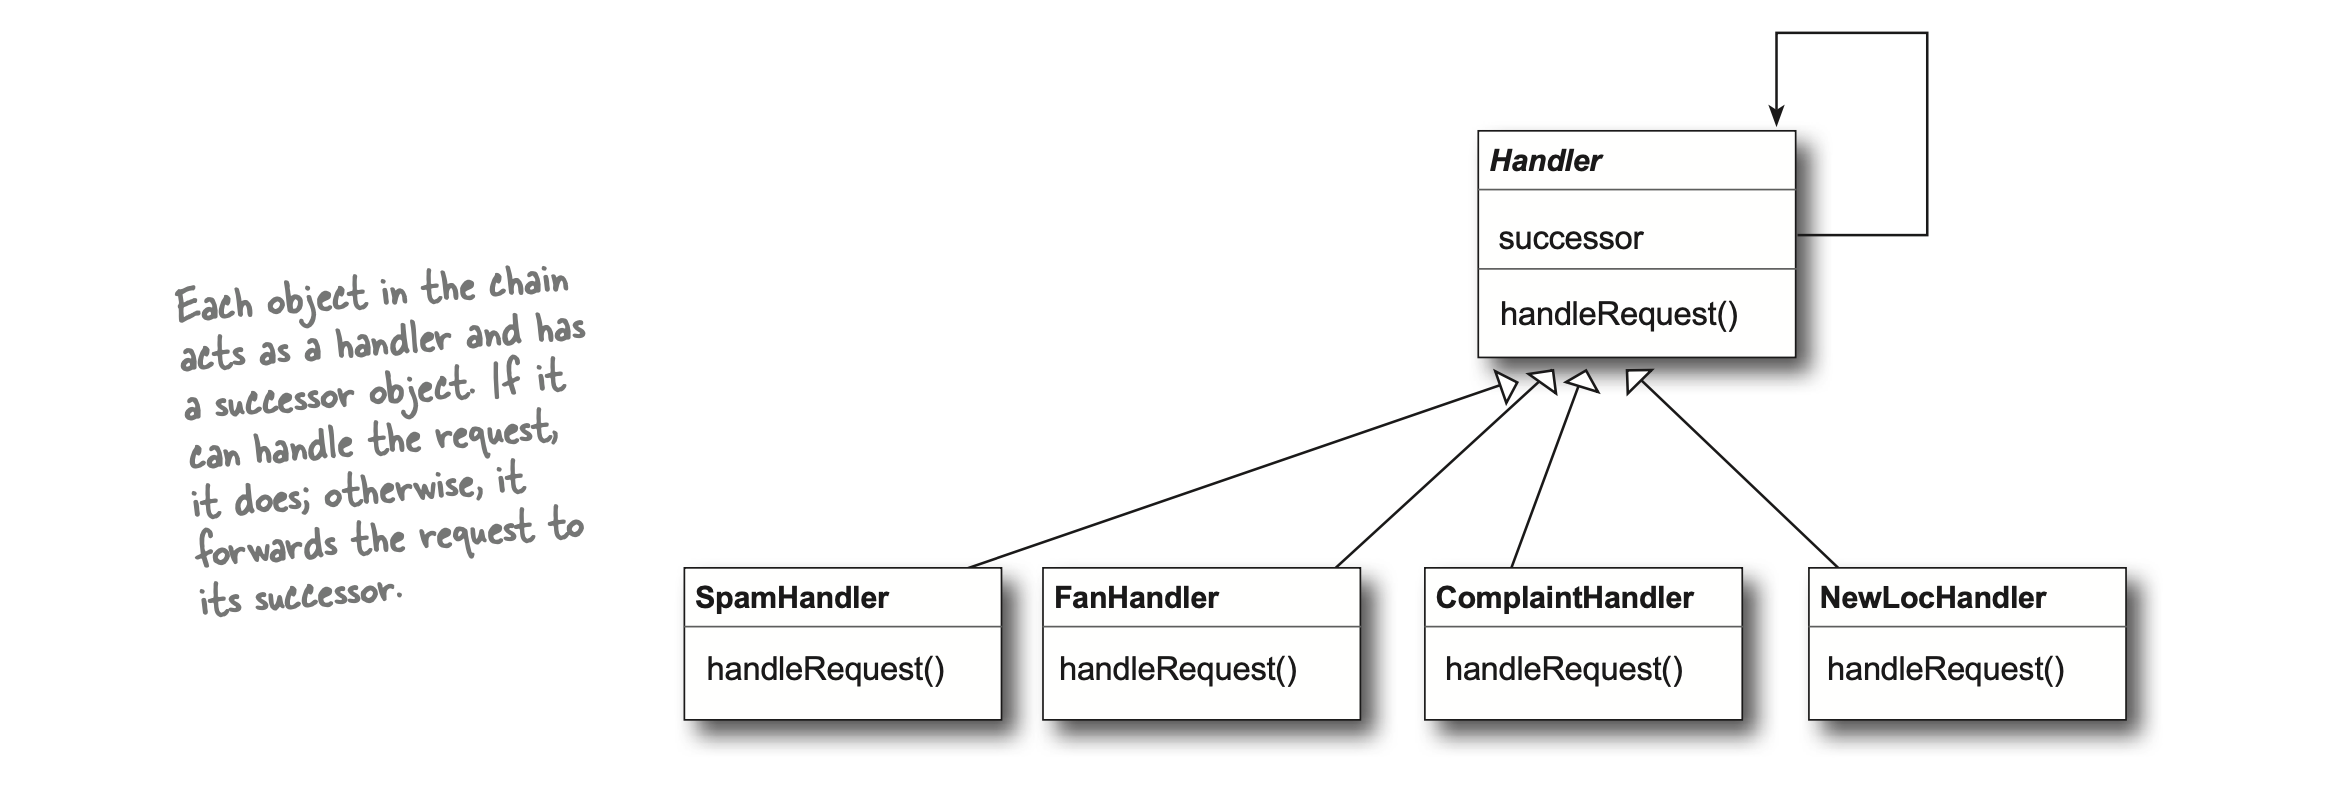 Each object in the chain
acts as a handler and has
a successor object. If it
can handle the request,
it does; otherwise, it
forwards the request to
its successor.
Handler
successor
handleRequest()
SpamHandler
handleRequest()
FanHandler
handleRequest()
ComplaintHandler
handleRequest()
NewLocHandler
handleRequest()